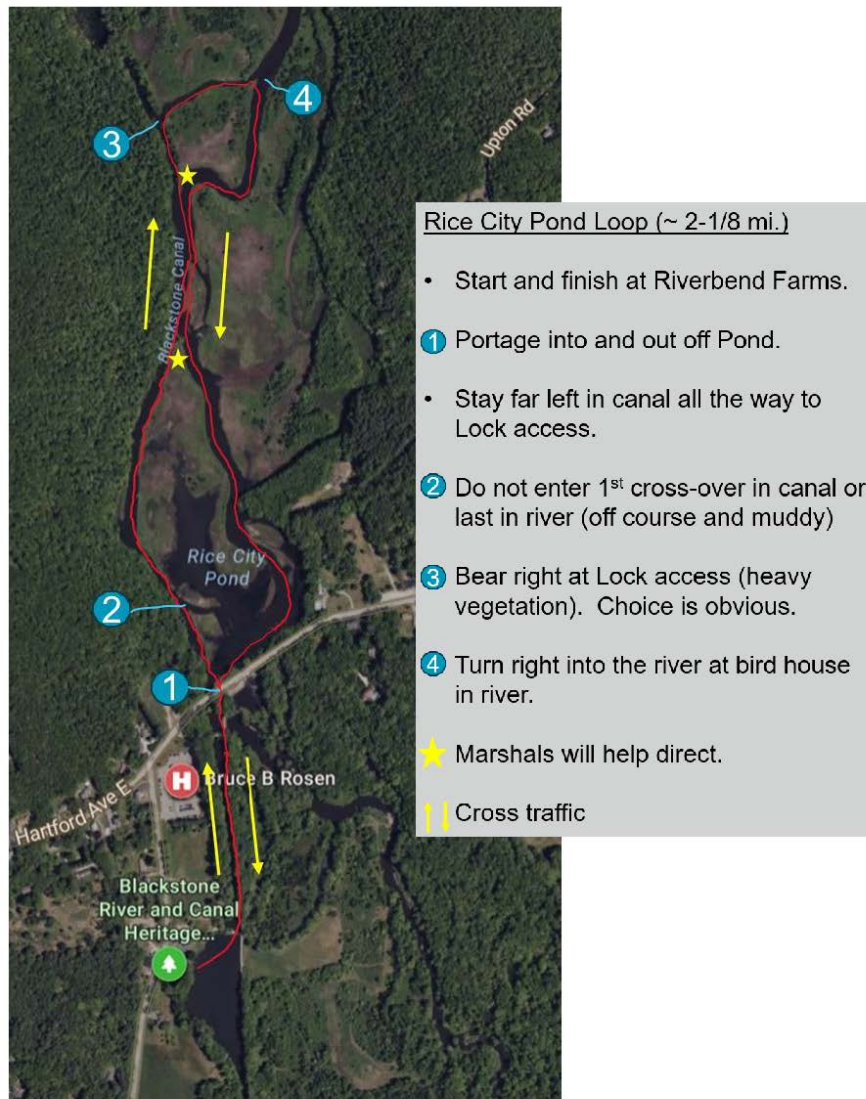 4
3
Upton Rd
Blackstone Canal
Rice City
Pond
2
1
H Bruce B Rosen
Hartford Ave E
Blackstone
River and Canal
Heritage...
Rice City Pond Loop (~ 2-1/8 mi.)
• Start and finish at Riverbend Farms.
1 Portage into and out off Pond.
• Stay far left in canal all the way to
Lock access.
2 Do not enter 1st cross-over in canal or
last in river (off course and muddy)
3 Bear right at Lock access (heavy
vegetation).  Choice is obvious.
4 Turn right into the river at bird house
in river.
Marshals will help direct.
Cross traffic